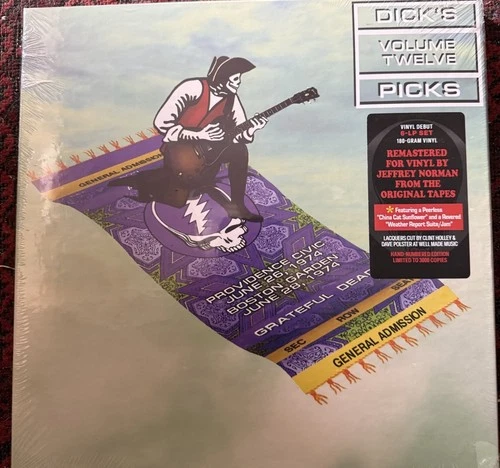 DICK'S
VOLUME
TWELVE
PICKS
VINYL DEBUT
6-LP SET
180-GRAM VINYL
REMASTERED
FOR VINYL BY
JEFFREY NORMAN
FROM THE
ORIGINAL TAPES
Featuring a Peerless
"China Cat Sunflower" and a Revered
"Weather Report Suite/Jam"
LACQUERS CUT BY CLINT HOLLEY &
DAVE POLSTER AT WELL MADE MUSIC
HAND-NUMBERED EDITION
LIMITED TO 3000 COPIES
GENERAL ADMISSION
PROVIDENCE CIVIC
JUNE 26, 1974
BOSTON GARDEN
JUNE 28, 1974
GRATEFUL DEAD
SEC ROW SEAT
GENERAL ADMISSION